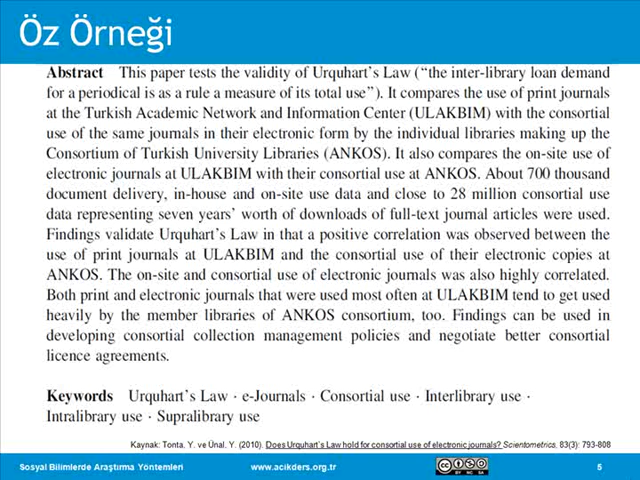 Öz Örneği
Abstract This paper tests the validity of Urquhart's Law (“the inter-library loan demand
for a periodical is as a rule a measure of its total use”). It compares the use of print journals
at the Turkish Academic Network and Information Center (ULAKBIM) with the consortial
use of the same journals in their electronic form by the individual libraries making up the
Consortium of Turkish University Libraries (ANKOS). It also compares the on-site use of
electronic journals at ULAKBIM with their consortial use at ANKOS. About 700 thousand
document delivery, in-house and on-site use data and close to 28 million consortial use
data representing seven years' worth of downloads of full-text journal articles were used.
Findings validate Urquhart's Law in that a positive correlation was observed between the
use of print journals at ULAKBIM and the consortial use of their electronic copies at
ANKOS. The on-site and consortial use of electronic journals was also highly correlated.
Both print and electronic journals that were used most often at ULAKBIM tend to get used
heavily by the member libraries of ANKOS consortium, too. Findings can be used in
developing consortial collection management policies and negotiate better consortial
licence agreements.
Keywords Urquhart's Law · e-Journals · Consortial use · Interlibrary use ·
Intralibrary use · Supralibrary use
Kaynak: Tonta, Y. ve Ünal, Y. (2010). Does Urquhart's Law hold for consortial use of electronic journals? Scientometrics, 83(3): 793-808
Sosyal Bilimlerde Araştırma Yöntemleri www.acikders.org.tr cc BY NC SA 5